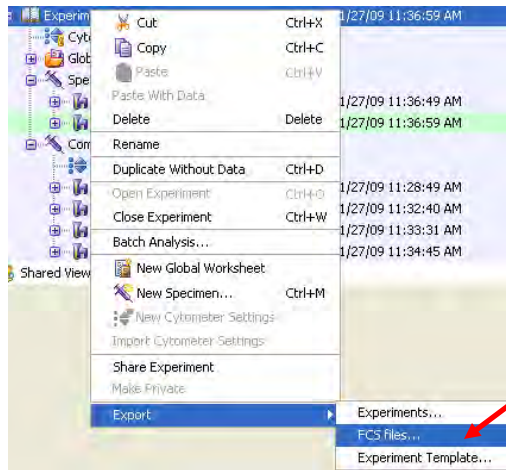 Experim
Cut Ctrl+X 1/27/09 11:36:59 AM
Cyt
Copy Ctrl+C
Glob
Paste Ctrl+V
Spe
Paste With Data 1/27/09 11:36:49 AM
Delete Delete 1/27/09 11:36:59 AM
Com
Rename
Duplicate Without Data Ctrl+D
1/27/09 11:28:49 AM
Open Experiment Ctrl+O
1/27/09 11:32:40 AM
Close Experiment Ctrl+W
1/27/09 11:33:31 AM
Batch Analysis...
1/27/09 11:34:45 AM
Shared View
New Global Worksheet
New Specimen... Ctrl+M
New Cytometer Settings
Import Cytometer Settings
Share Experiment
Make Private
Export
Experiments...
FCS files...
Experiment Template...